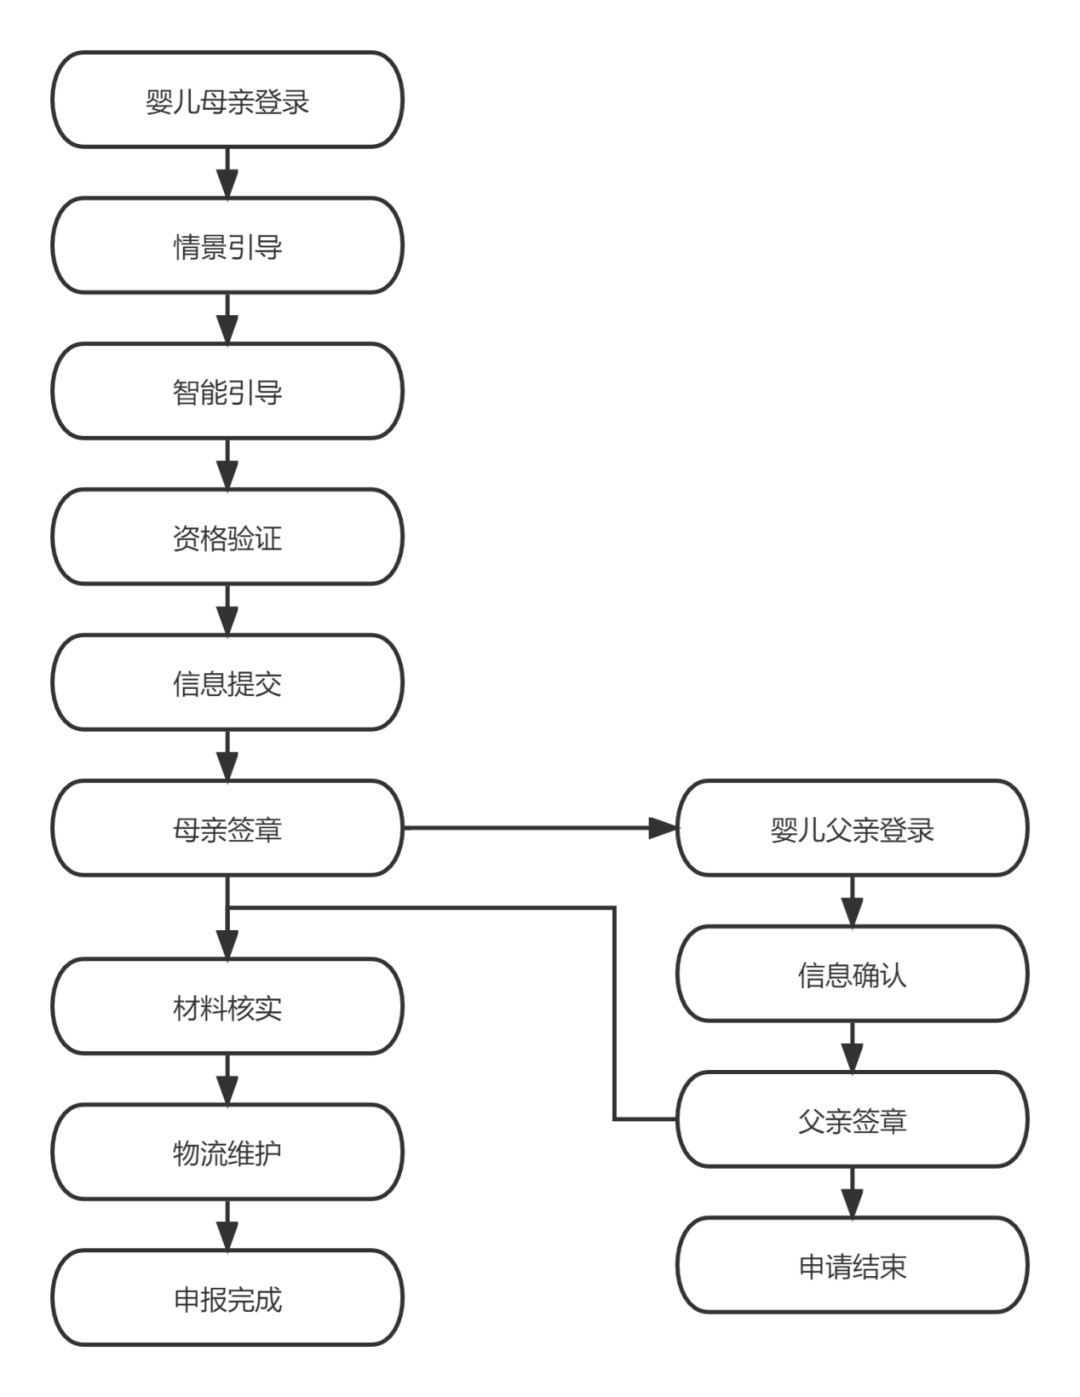 婴儿母亲登录
情景引导
智能引导
资格验证
信息提交
母亲签章
材料核实
物流维护
申报完成
婴儿父亲登录
信息确认
父亲签章
申请结束